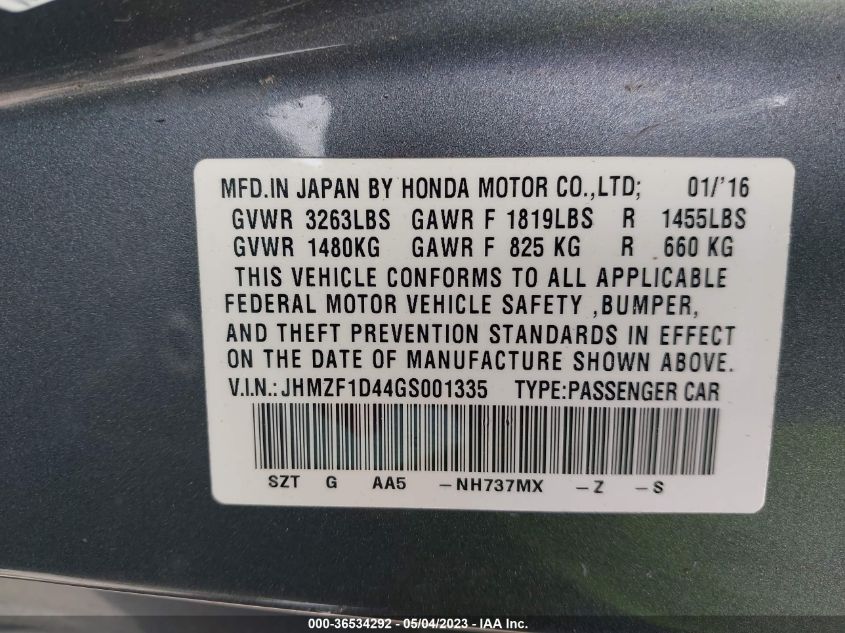 MFD.IN JAPAN BY HONDA MOTOR CO.,LTD; 01/'16
GVWR 3263LBS GAWR F 1819LBS R 1455LBS
GVWR 1480KG GAWR F 825 KG R 660 KG
THIS VEHICLE CONFORMS TO ALL APPLICABLE
FEDERAL MOTOR VEHICLE SAFETY ,BUMPER,
AND THEFT PREVENTION STANDARDS IN EFFECT
ON THE DATE OF MANUFACTURE SHOWN ABOVE.
V.I.N.: JHMZF1D44GS001335 TYPE:PASSENGER CAR
SZT G AA5 -NH737MX -Z -S
000-36534292 - 05/04/2023 - IAA Inc.